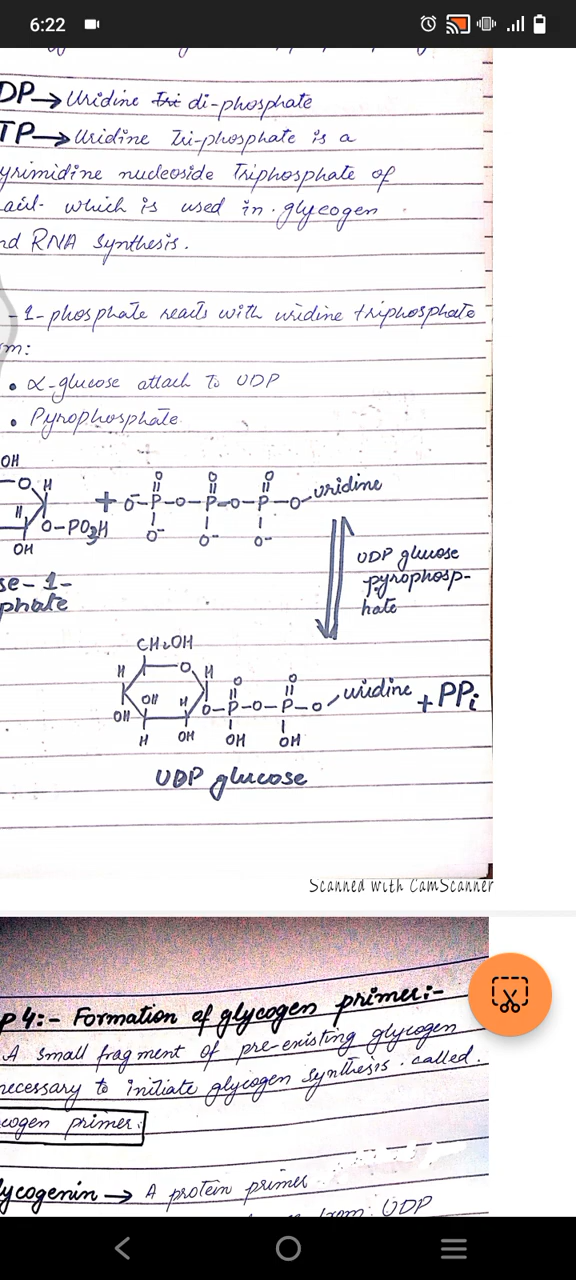 6:22
DP → Uridine Tri di-phosphate
TP → Uridine Tri-phosphate is a
yrimidine nucleoside Triphosphate of
which is used in glycogen
nd RNA synthesis.
-1-phosphate reacts with uridine triphosphate
m:
• α-glucose attach to UDP
• Pyrophosphate
OH
O H
+ O⁻-P-O-P-O-P-O-uridine
O O O
O-PO3H
O⁻ O⁻ O⁻
OH
se-1-
phate
UDP glucose
pyrophosp-
hate
CH2OH
H O H O O
OH H O-P-O-P-O-uridine + PPi
OH
H OH OH OH
UDP glucose
Scanned with CamScanner
p 4:- Formation of glycogen primer:-
A small fragment of pre-existing glycogen
necessary to initiate glycogen synthesis. called.
cogen primer.
lycogenin → A protein primer
from UDP